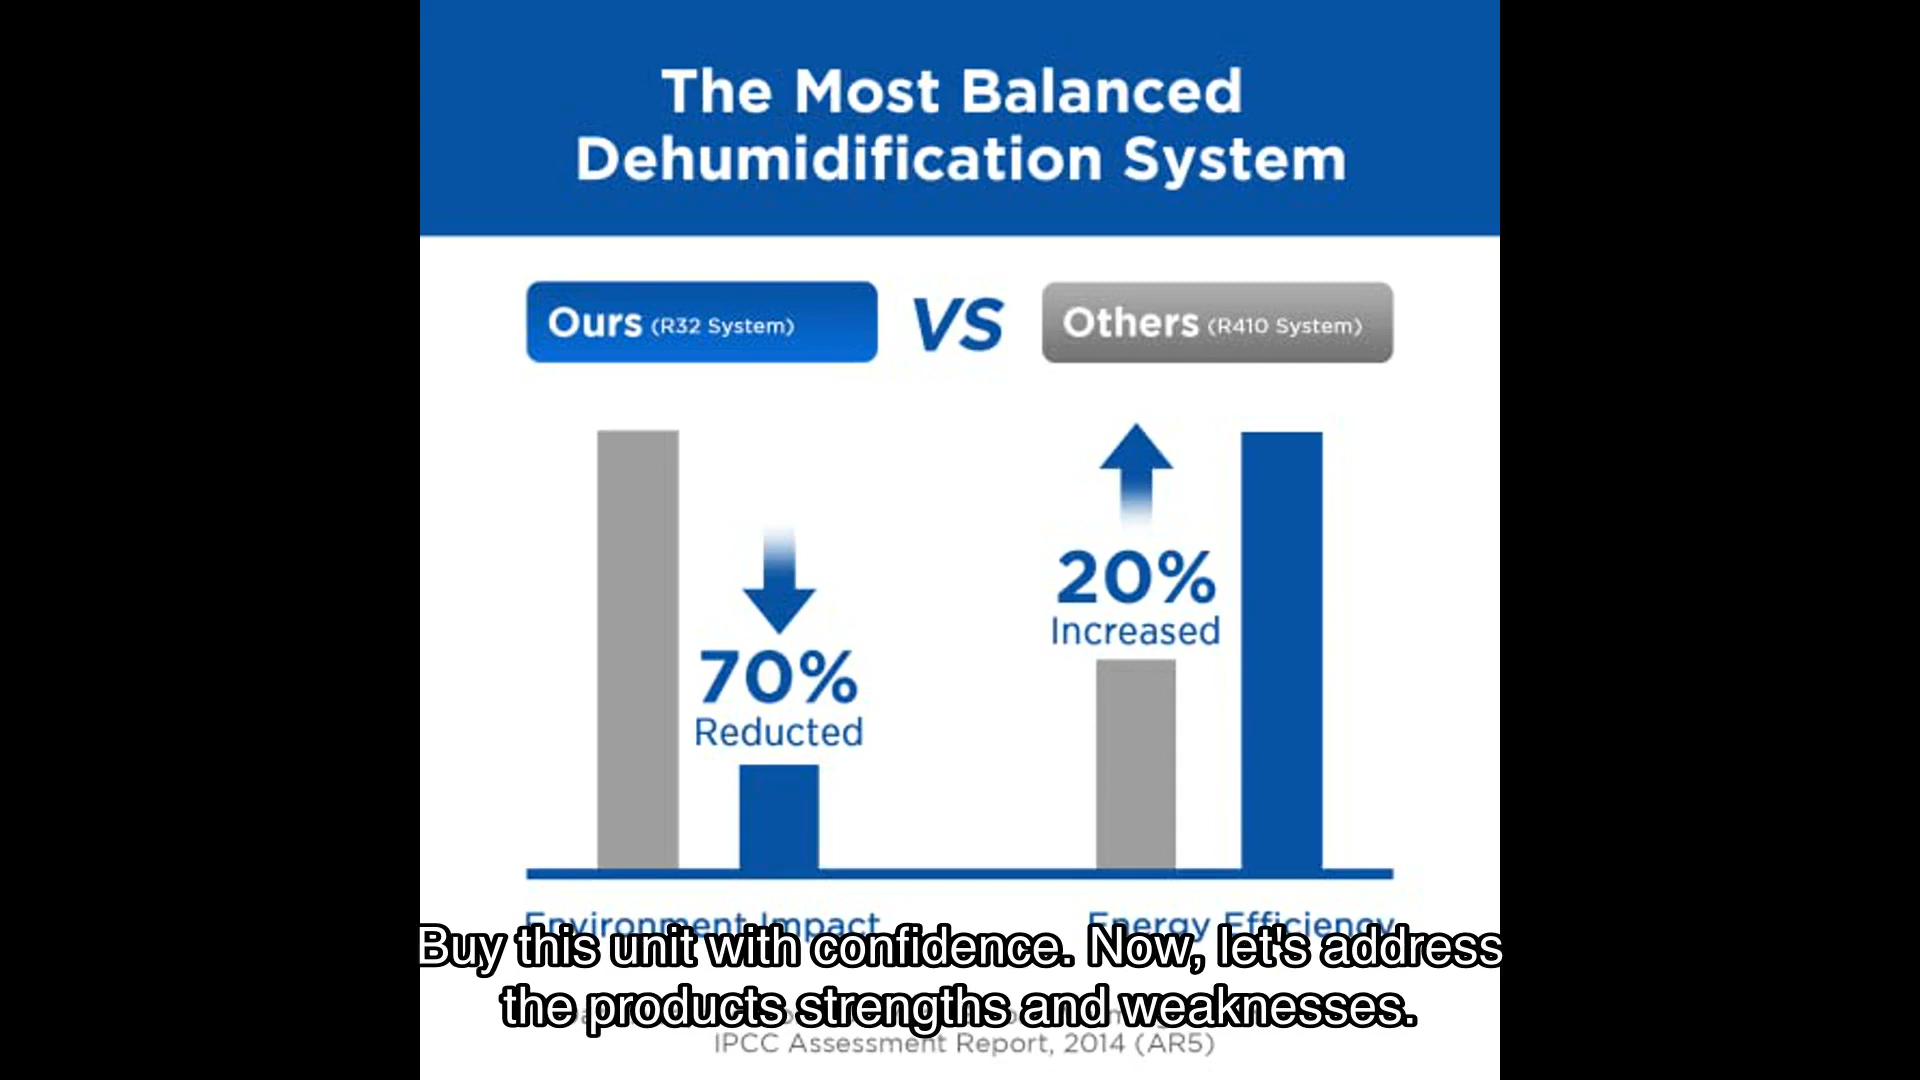 The Most Balanced
Dehumidification System
Ours (R32 System)
VS
Others (R410 System)
70%
Reducted
20%
Increased
Environment Impact
Energy Efficiency
Buy this unit with confidence. Now, let's address
the products strengths and weaknesses.
IPCC Assessment Report, 2014 (AR5)